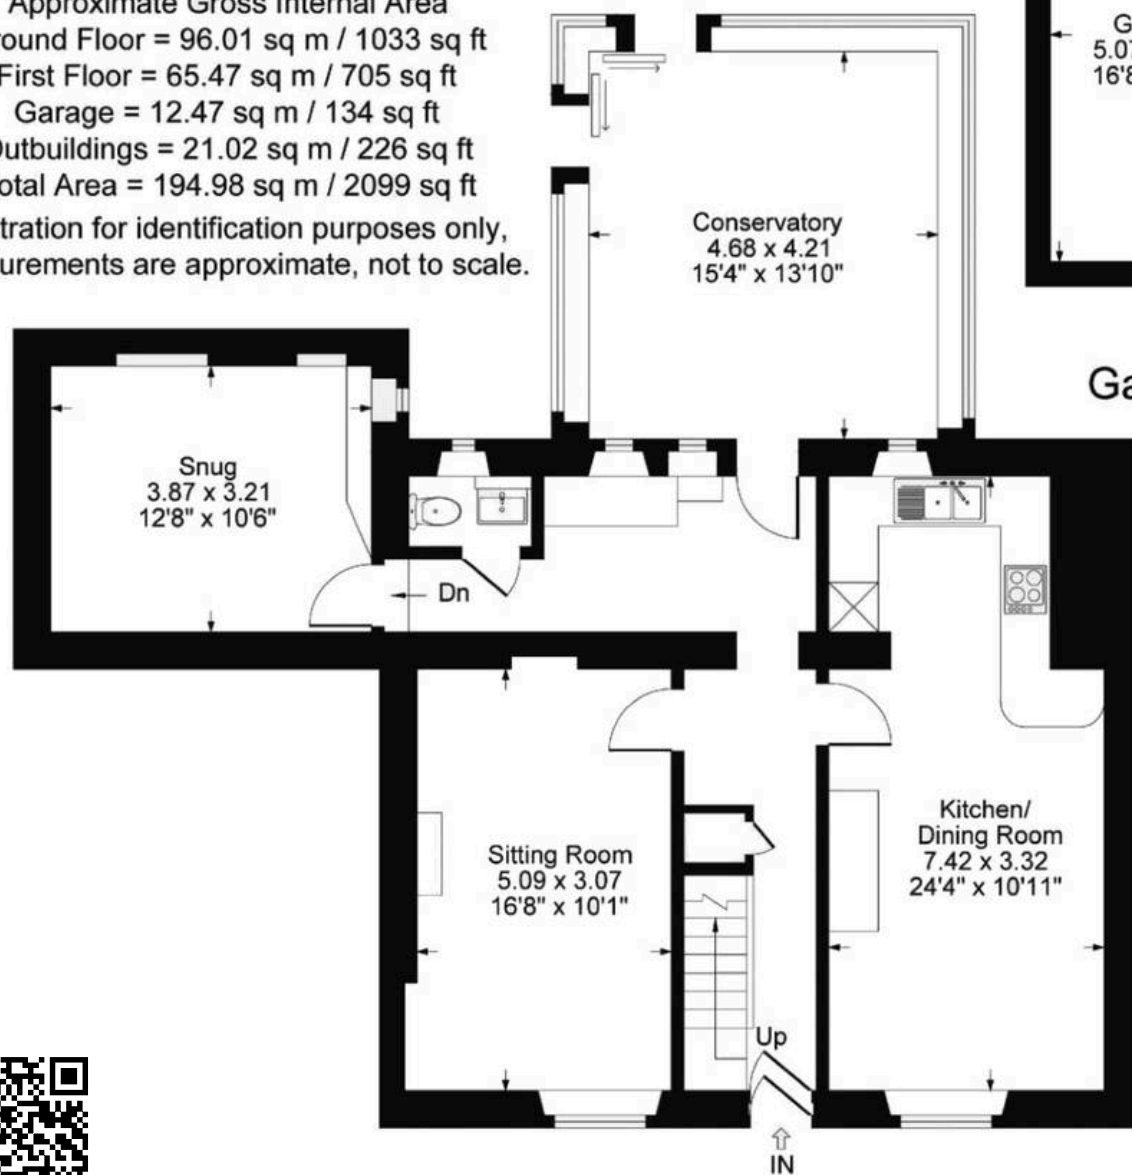 Approximate Gross Internal Area
round Floor = 96.01 sq m / 1033 sq ft
First Floor = 65.47 sq m / 705 sq ft
Garage = 12.47 sq m / 134 sq ft
utbuildings = 21.02 sq m / 226 sq ft
otal Area = 194.98 sq m / 2099 sq ft
tration for identification purposes only,
urements are approximate, not to scale.
G
5.07
16'8
Ga
Conservatory
4.68 x 4.21
15'4" x 13'10"
Snug
3.87 x 3.21
12'8" x 10'6"
Dn
Sitting Room
5.09 x 3.07
16'8" x 10'1"
Kitchen/
Dining Room
7.42 x 3.32
24'4" x 10'11"
Up
IN